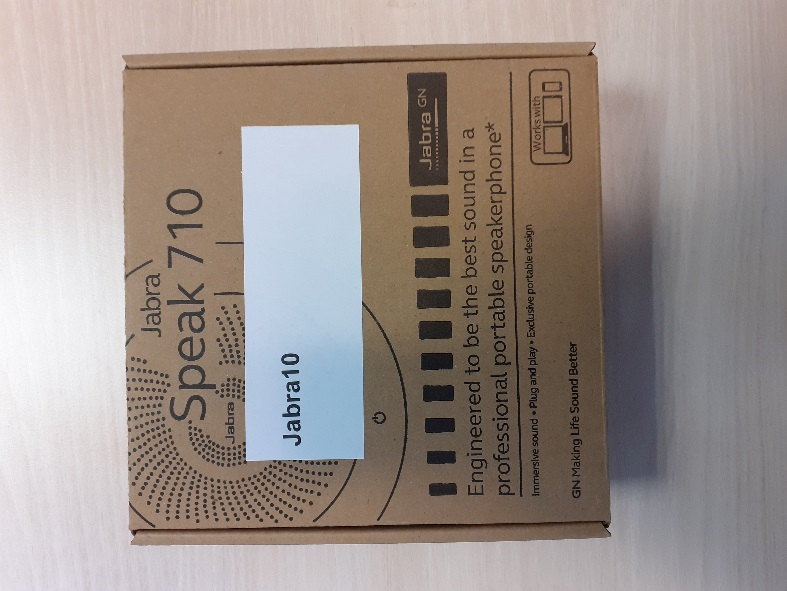 Jabra
Speak 710
Jabra
Jabra10
Jabra GN
Engineered to be the best sound in a
professional portable speakerphone*
Works with
Immersive sound • Plug and play • Exclusive portable design
GN Making Life Sound Better